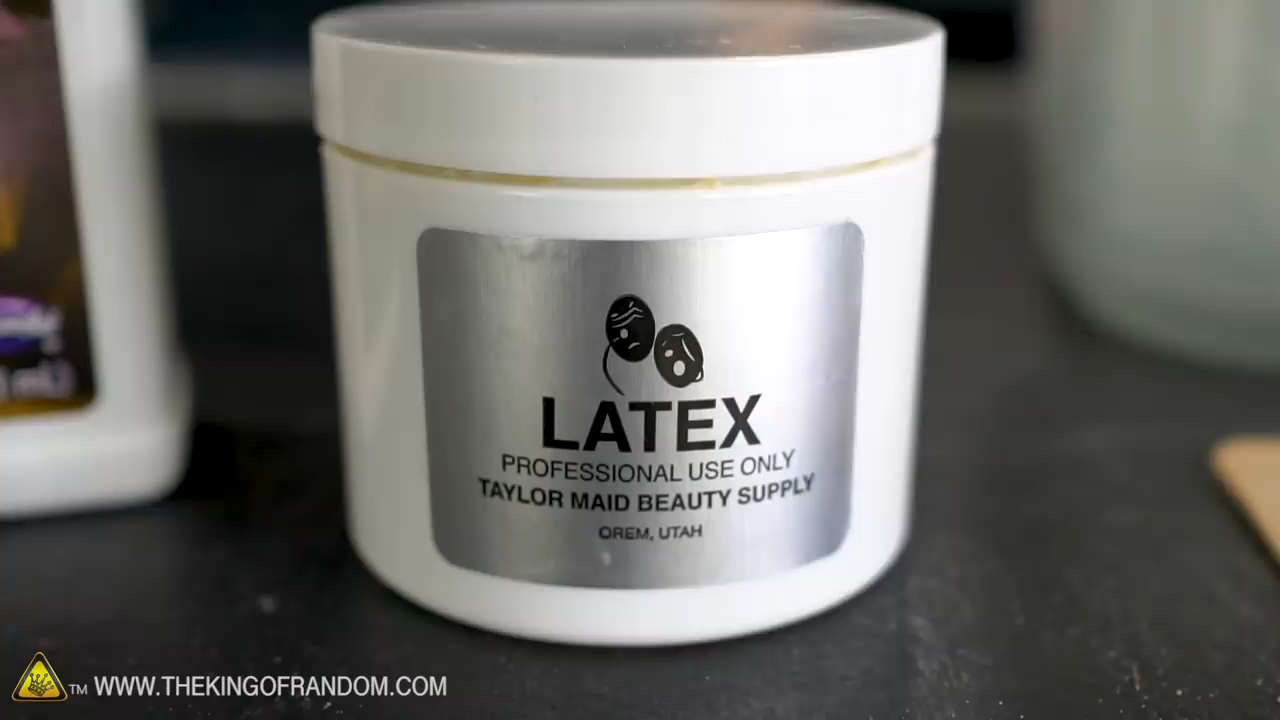 LATEX
PROFESSIONAL USE ONLY
TAYLOR MAID BEAUTY SUPPLY
OREM, UTAH
TM WWW.THEKINGOFRANDOM.COM